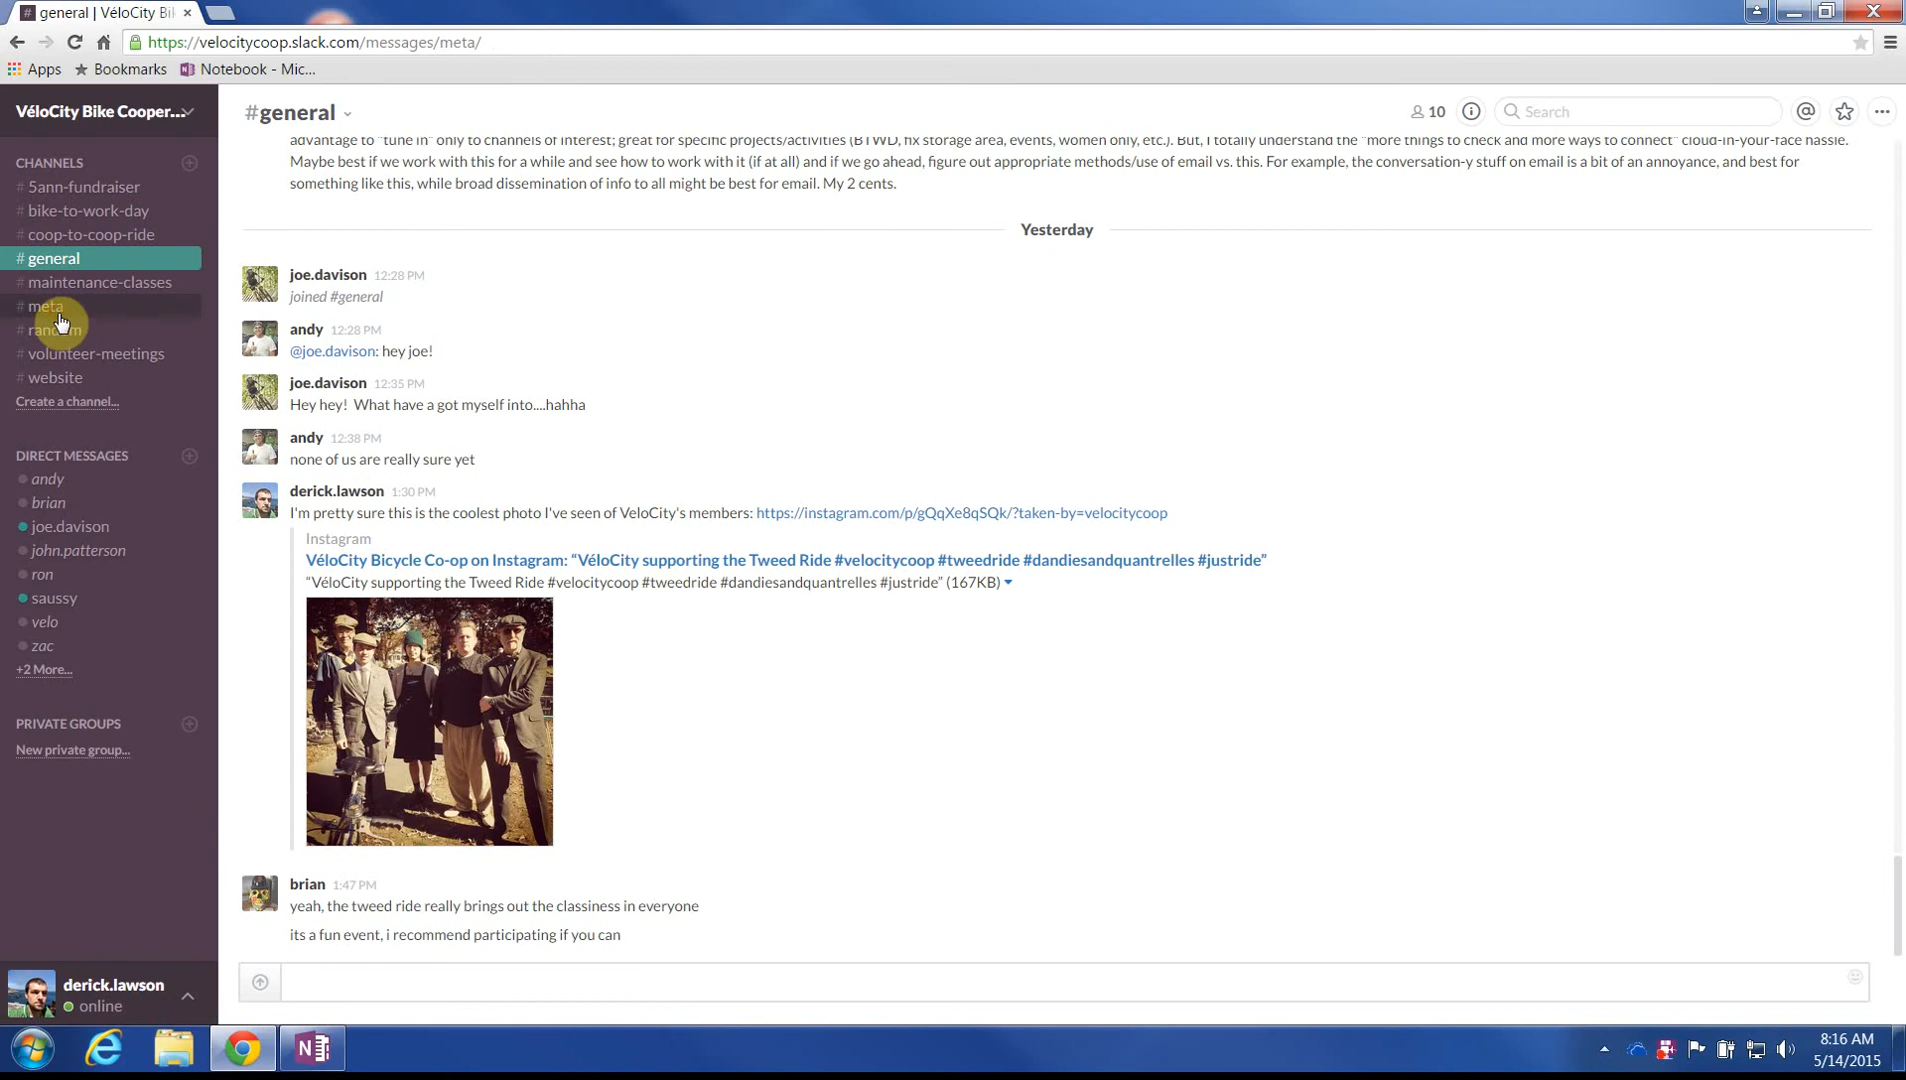 general | VéloCity Bi
https://velocitycoop.slack.com/messages/meta/
Apps Bookmarks Notebook - Mic...
VéloCity Bike Cooper...
CHANNELS
# 5ann-fundraiser
# bike-to-work-day
# coop-to-coop-ride
# general
# maintenance-classes
# meta
# random
# volunteer-meetings
# website
Create a channel...
DIRECT MESSAGES
andy
brian
joe.davison
john.patterson
ron
saussy
velo
zac
+2 More...
PRIVATE GROUPS
New private group...
derick.lawson
online
#general
10
Search
advantage to "tune in" only to channels of interest; great for specific projects/activities (BTWD, fix storage area, events, women only, etc.). But, I totally understand the "more things to check and more ways to connect" cloud-in-your-face hassle.
Maybe best if we work with this for a while and see how to work with it (if at all) and if we go ahead, figure out appropriate methods/use of email vs. this. For example, the conversation-y stuff on email is a bit of an annoyance, and best for
something like this, while broad dissemination of info to all might be best for email. My 2 cents.
Yesterday
joe.davison 12:28 PM
joined #general
andy 12:28 PM
@joe.davison: hey joe!
joe.davison 12:35 PM
Hey hey! What have a got myself into....hahha
andy 12:38 PM
none of us are really sure yet
derick.lawson 1:30 PM
I'm pretty sure this is the coolest photo I've seen of VeloCity's members: https://instagram.com/p/gQqXe8qSQk/?taken-by=velocitycoop
Instagram
VéloCity Bicycle Co-op on Instagram: “VéloCity supporting the Tweed Ride #velocitycoop #tweedride #dandiesandquantrelles #justride”
“VéloCity supporting the Tweed Ride #velocitycoop #tweedride #dandiesandquantrelles #justride” (167KB)
brian 1:47 PM
yeah, the tweed ride really brings out the classiness in everyone
its a fun event, i recommend participating if you can
8:16 AM
5/14/2015